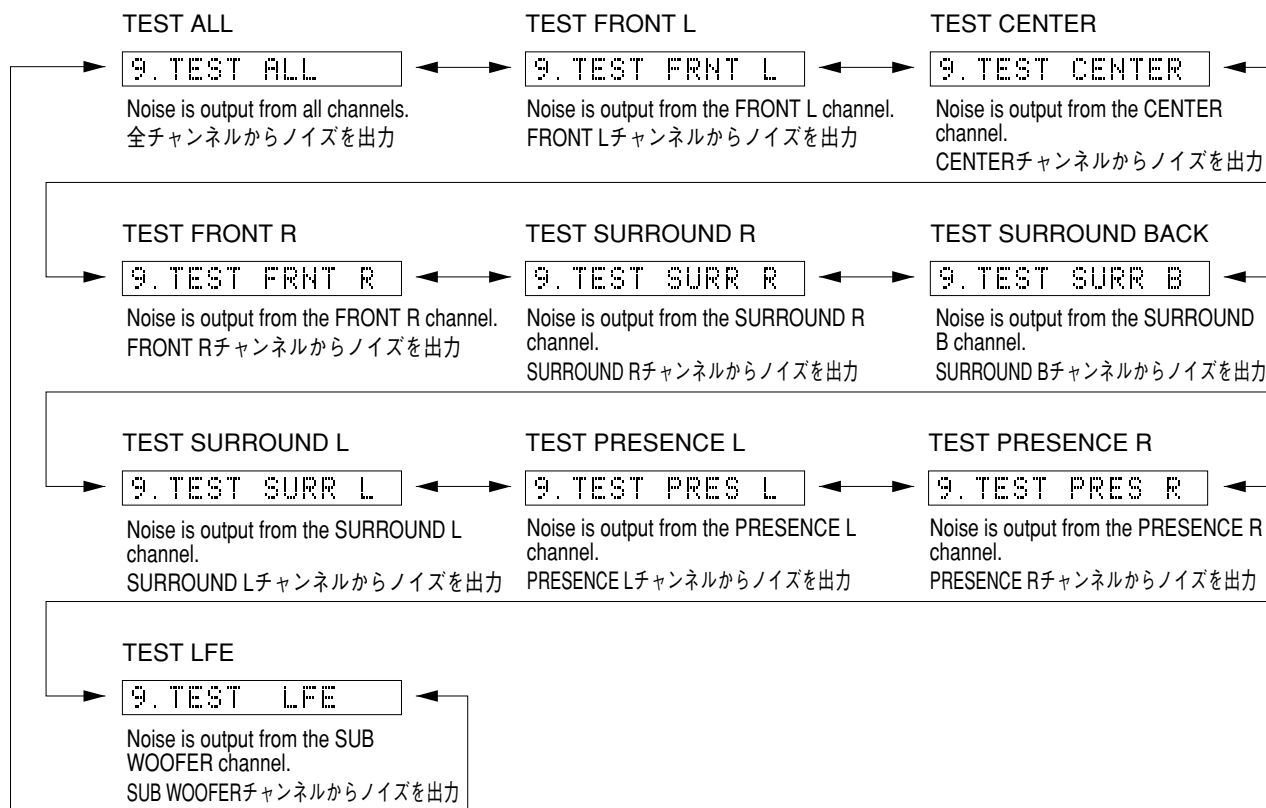 TEST ALL
9.TEST ALL
Noise is output from all channels.
全チャンネルからノイズを出力
TEST FRONT L
9.TEST FRNT L
Noise is output from the FRONT L channel.
FRONT Lチャンネルからノイズを出力
TEST CENTER
9.TEST CENTER
Noise is output from the CENTER
channel.
CENTERチャンネルからノイズを出力
TEST FRONT R
9.TEST FRNT R
Noise is output from the FRONT R channel.
FRONT Rチャンネルからノイズを出力
TEST SURROUND R
9.TEST SURR R
Noise is output from the SURROUND R
channel.
SURROUND Rチャンネルからノイズを出力
TEST SURROUND BACK
9.TEST SURR B
Noise is output from the SURROUND
B channel.
SURROUND Bチャンネルからノイズを出力
TEST SURROUND L
9.TEST SURR L
Noise is output from the SURROUND L
channel.
SURROUND Lチャンネルからノイズを出力
TEST PRESENCE L
9.TEST PRES L
Noise is output from the PRESENCE L
channel.
PRESENCE Lチャンネルからノイズを出力
TEST PRESENCE R
9.TEST PRES R
Noise is output from the PRESENCE R
channel.
PRESENCE Rチャンネルからノイズを出力
TEST LFE
9.TEST LFE
Noise is output from the SUB
WOOFER channel.
SUB WOOFERチャンネルからノイズを出力